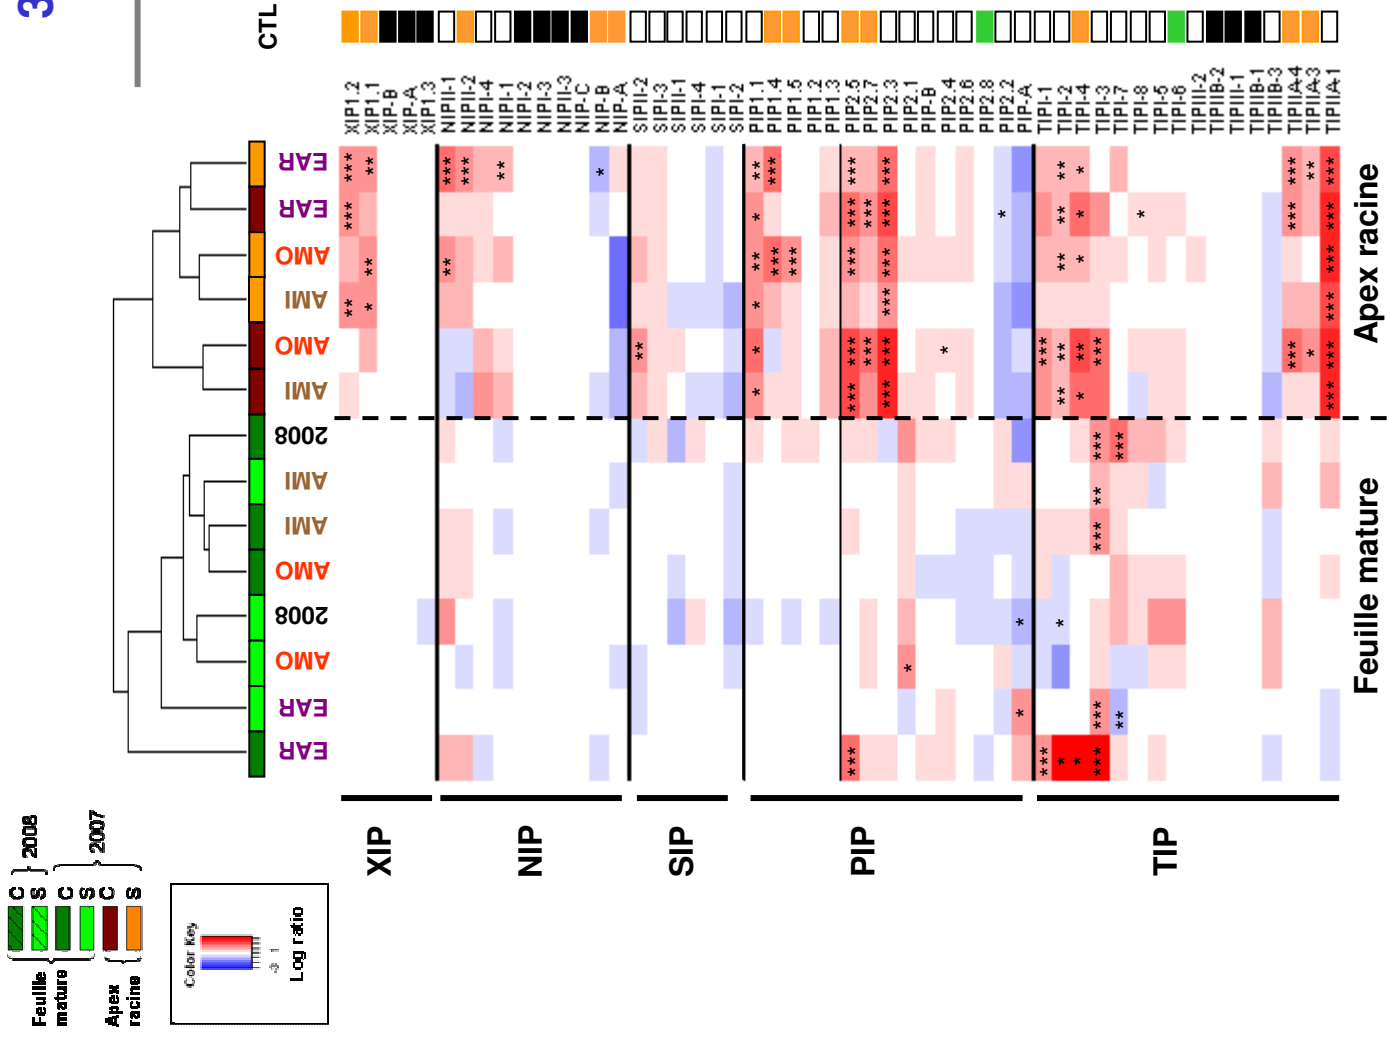 3
CTL
XIP1.2
XIP1.1
XIP-B
XIP-A
XIP1.3
NIPII-1
NIPII-2
NIPI-4
NIPI-1
NIPI-2
NIPI-3
NIPII-3
NIP-C
NIP-B
NIP-A
SIPII-2
SIPI-3
SIPII-1
SIPI-4
SIPI-1
SIPI-2
PIP1.1
PIP1.4
PIP1.5
PIP1.2
PIP1.3
PIP2.5
PIP2.7
PIP2.3
PIP2.1
PIP-B
PIP2.4
PIP2.6
PIP2.8
PIP2.2
PIP-A
TIPI-1
TIPI-2
TIPI-4
TIPI-3
TIPI-7
TIPI-8
TIPI-5
TIPI-6
TIPIII-2
TIPIIB-2
TIPIII-1
TIPIIB-1
TIPIIB-3
TIPIIA-4
TIPIIA-3
TIPIIA-1
EAR
EAR
AMO
AMI
AMO
AMI
2008
AMI
AMI
AMO
2008
AMO
EAR
EAR
Apex racine
Feuille mature
XIP
NIP
SIP
PIP
TIP
C
S
2008
C
S
2007
C
S
Feuille
mature
Apex
racine
Color Key
-3 1
Log ratio